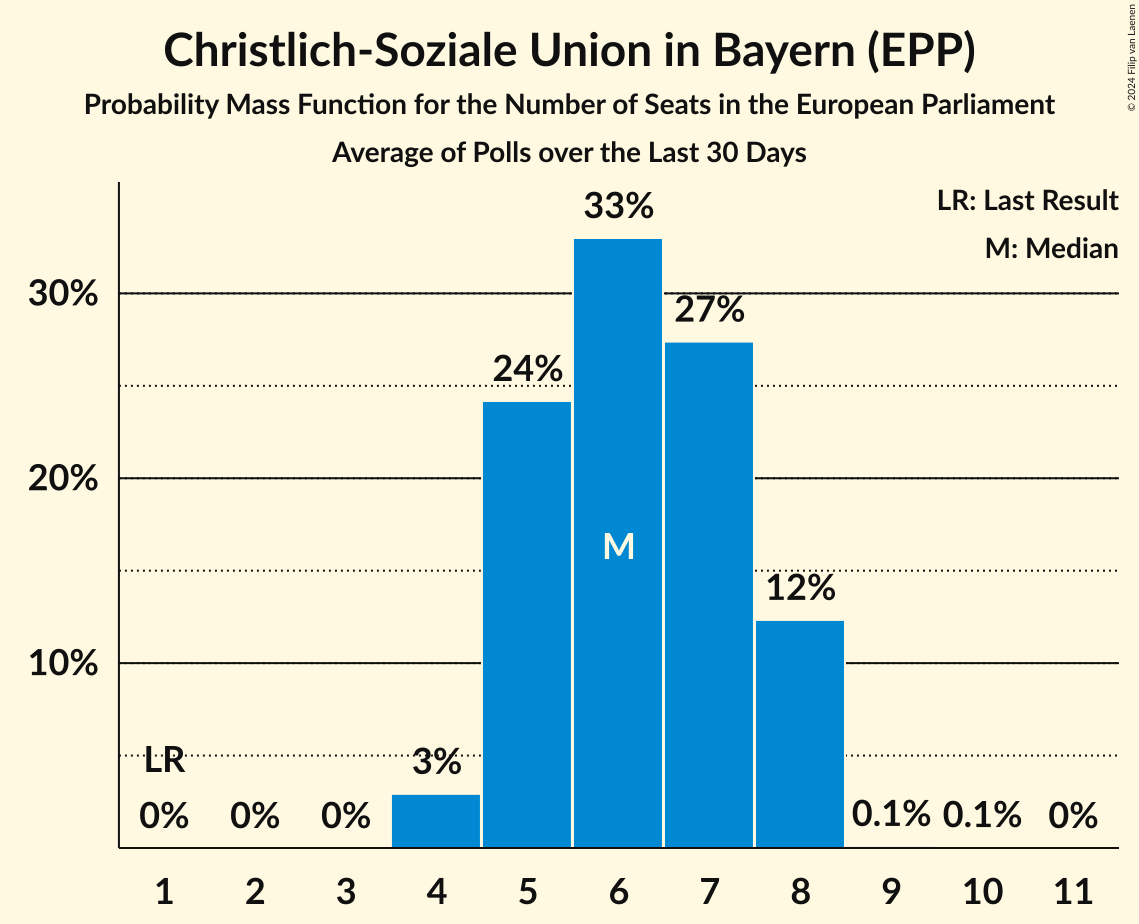 Christlich-Soziale Union in Bayern (EPP)
Probability Mass Function for the Number of Seats in the European Parliament
Average of Polls over the Last 30 Days
© 2024 Filip van Laenen
LR: Last Result
M: Median
33%
30%
27%
24%
20%
M
12%
10%
LR
3%
0% 0% 0% 0.1% 0.1% 0%
1 2 3 4 5 6 7 8 9 10 11